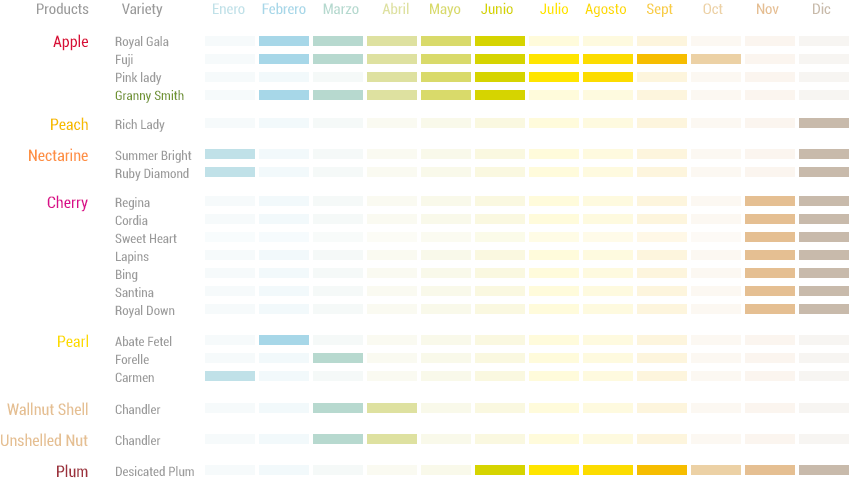 Products Variety Enero Febrero Marzo Abril Mayo Junio Julio Agosto Sept Oct Nov Dic
Apple Royal Gala
Fuji
Pink lady
Granny Smith
Peach Rich Lady
Nectarine Summer Bright
Ruby Diamond
Cherry Regina
Cordia
Sweet Heart
Lapins
Bing
Santina
Royal Down
Pearl Abate Fetel
Forelle
Carmen
Wallnut Shell Chandler
Unshelled Nut Chandler
Plum Desicated Plum